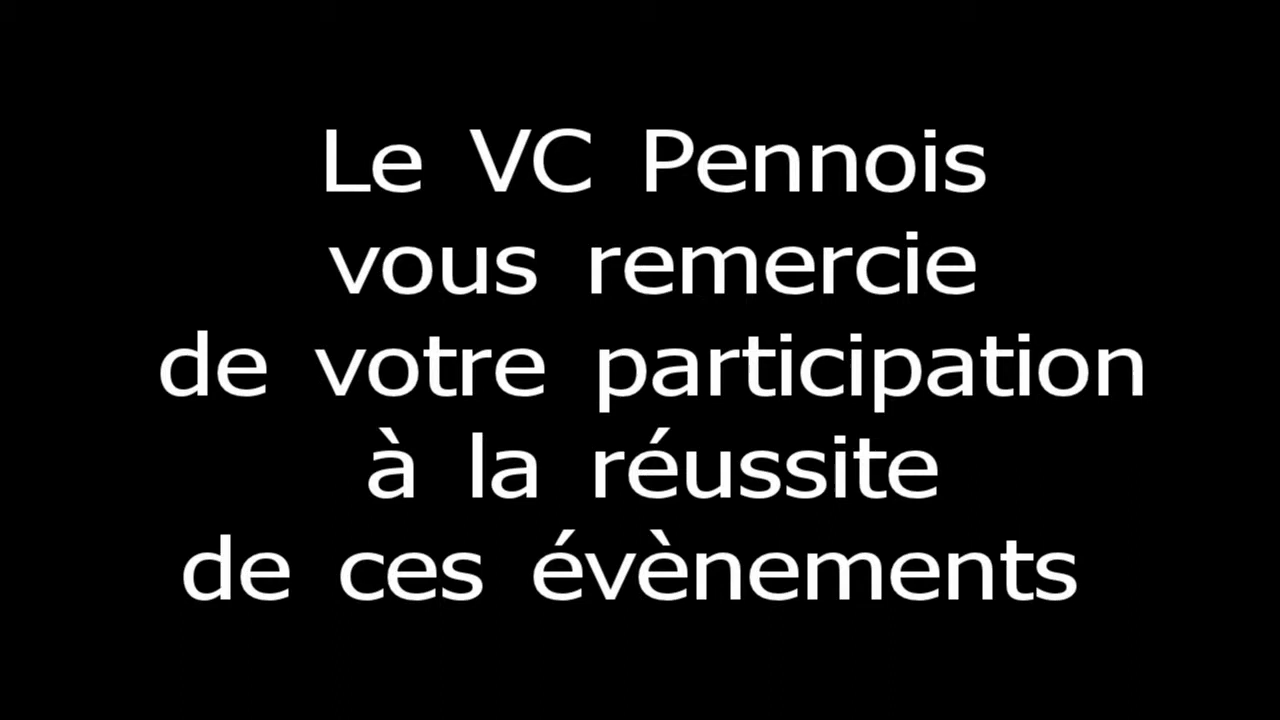 Le VC Pennois
vous remercie
de votre participation
à la réussite
de ces évènements